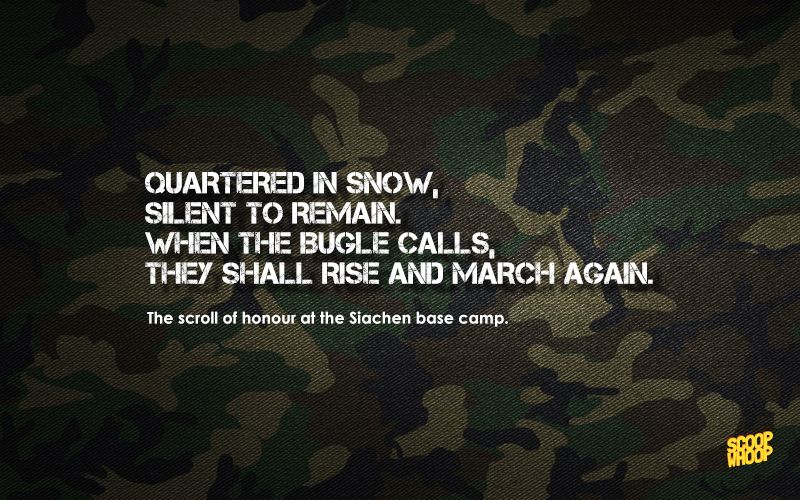 QUARTERED IN SNOW,
SILENT TO REMAIN.
WHEN THE BUGLE CALLS,
THEY SHALL RISE AND MARCH AGAIN.
The scroll of honour at the Siachen base camp.
SCOOP
WHOOP